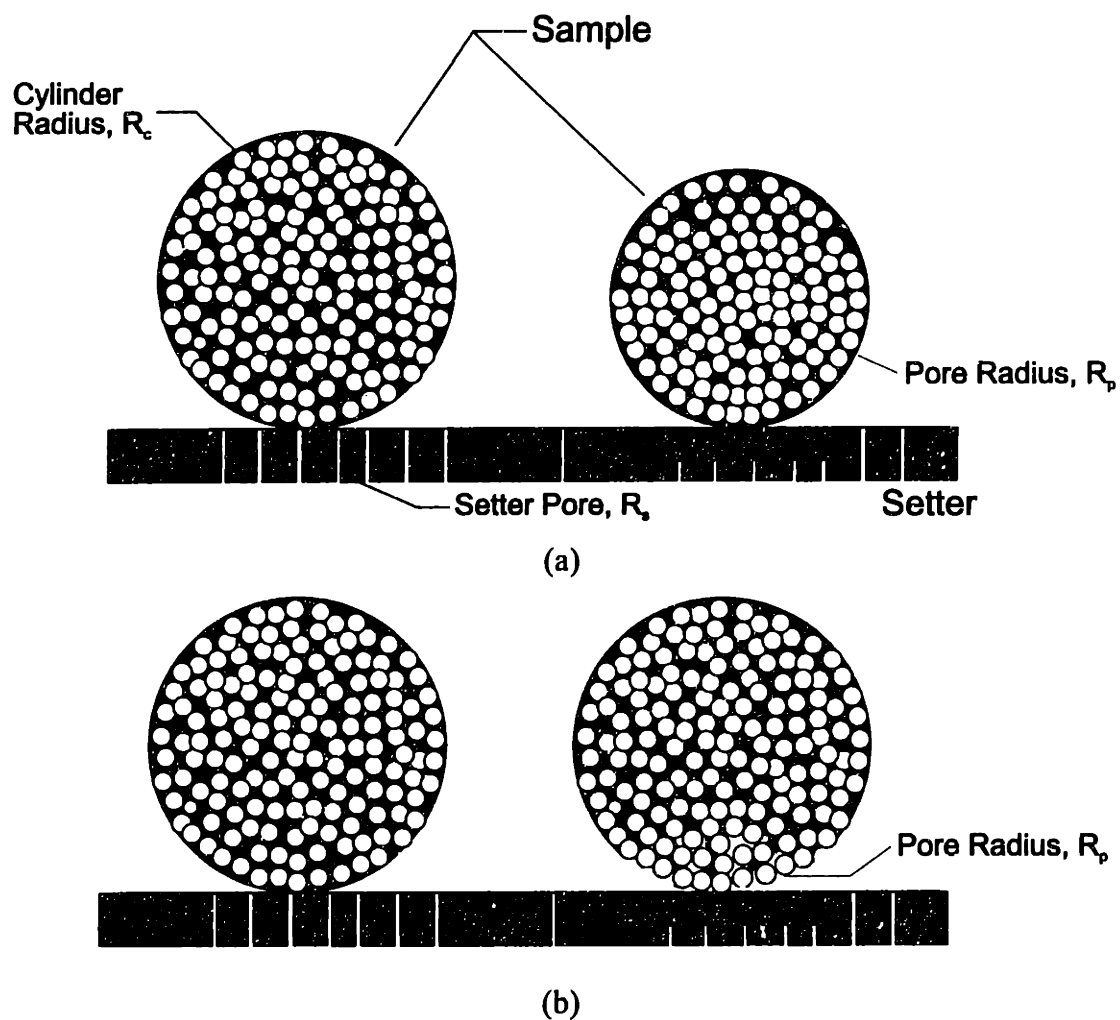 Sample
Cylinder
Radius, R_c
Pore Radius, R_p
Setter Pore, R_s
Setter
(a)
Pore Radius, R_p
(b)